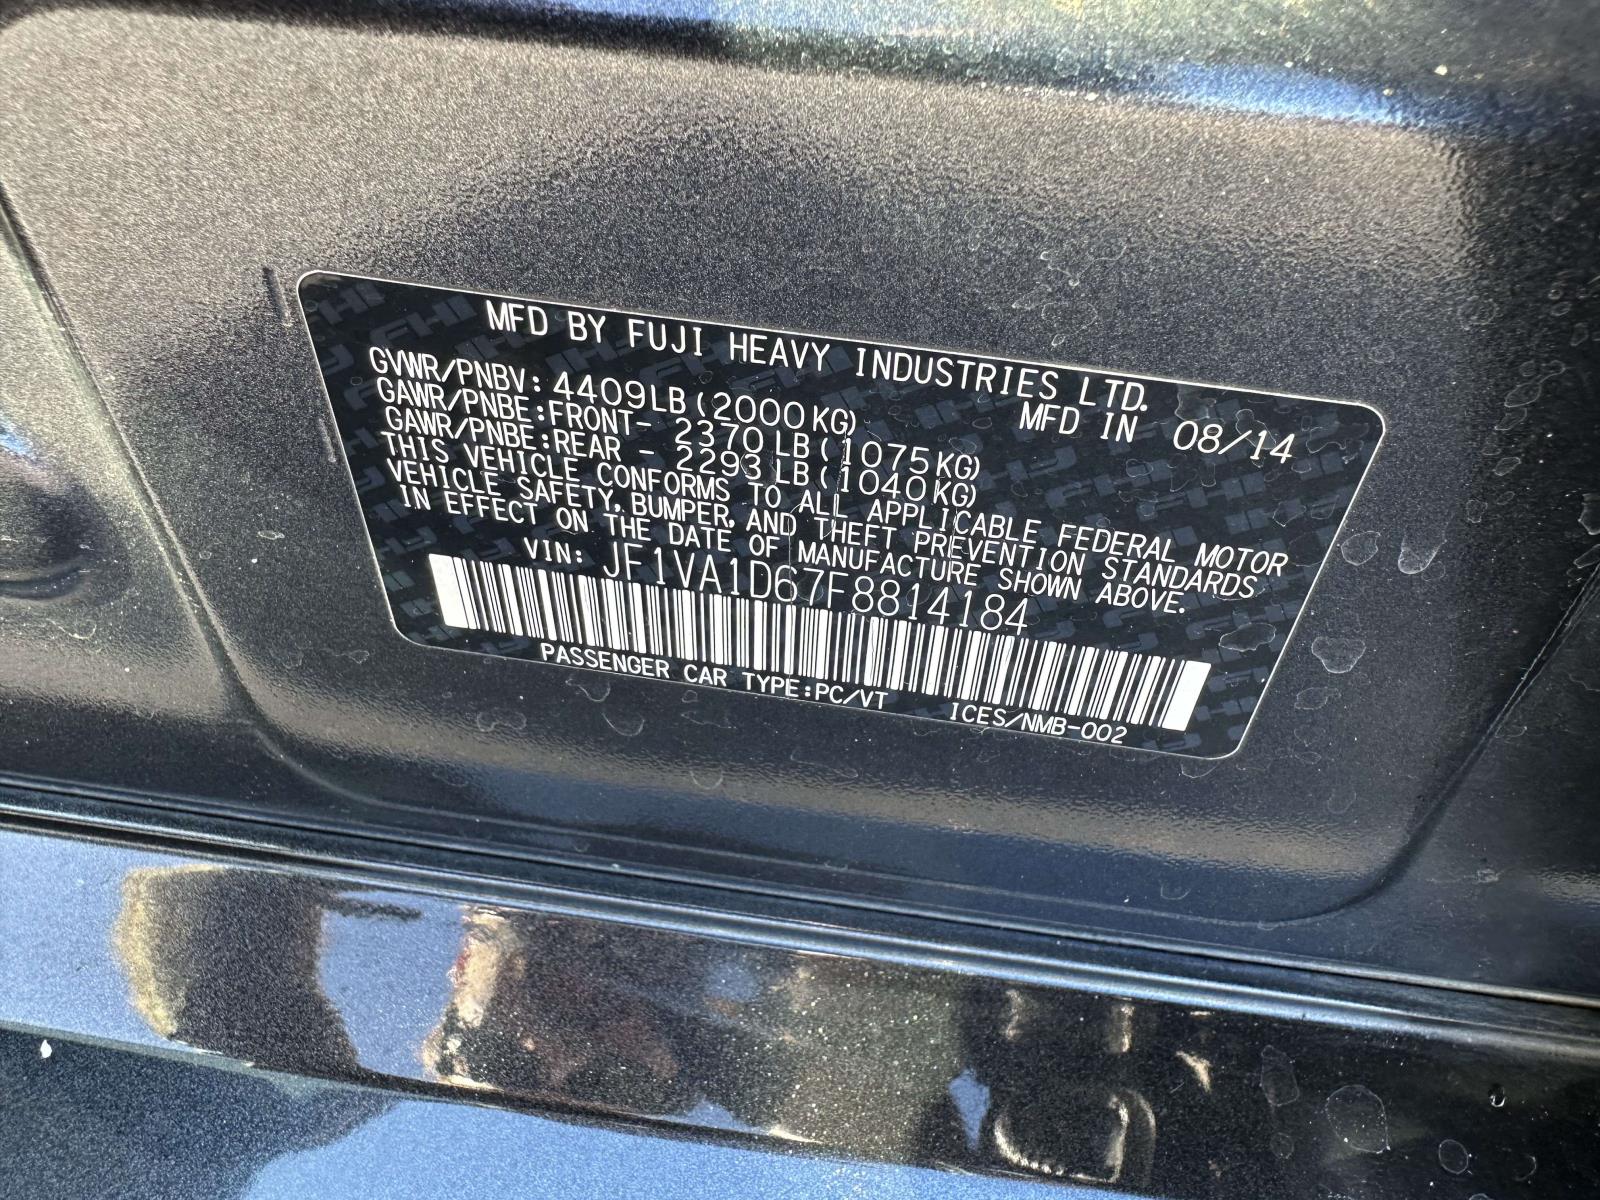 MFD BY FUJI HEAVY INDUSTRIES LTD.
GVWR/PNBV: 4409LB(2000KG) MFD IN 08/14
GAWR/PNBE:FRONT- 2370LB(1075KG)
GAWR/PNBE:REAR - 2293LB(1040KG)
THIS VEHICLE CONFORMS TO ALL APPLICABLE FEDERAL MOTOR
VEHICLE SAFETY, BUMPER, AND THEFT PREVENTION STANDARDS
IN EFFECT ON THE DATE OF MANUFACTURE SHOWN ABOVE.
VIN: JF1VA1D67F8814184
PASSENGER CAR TYPE:PC/VT ICES/NMB-002